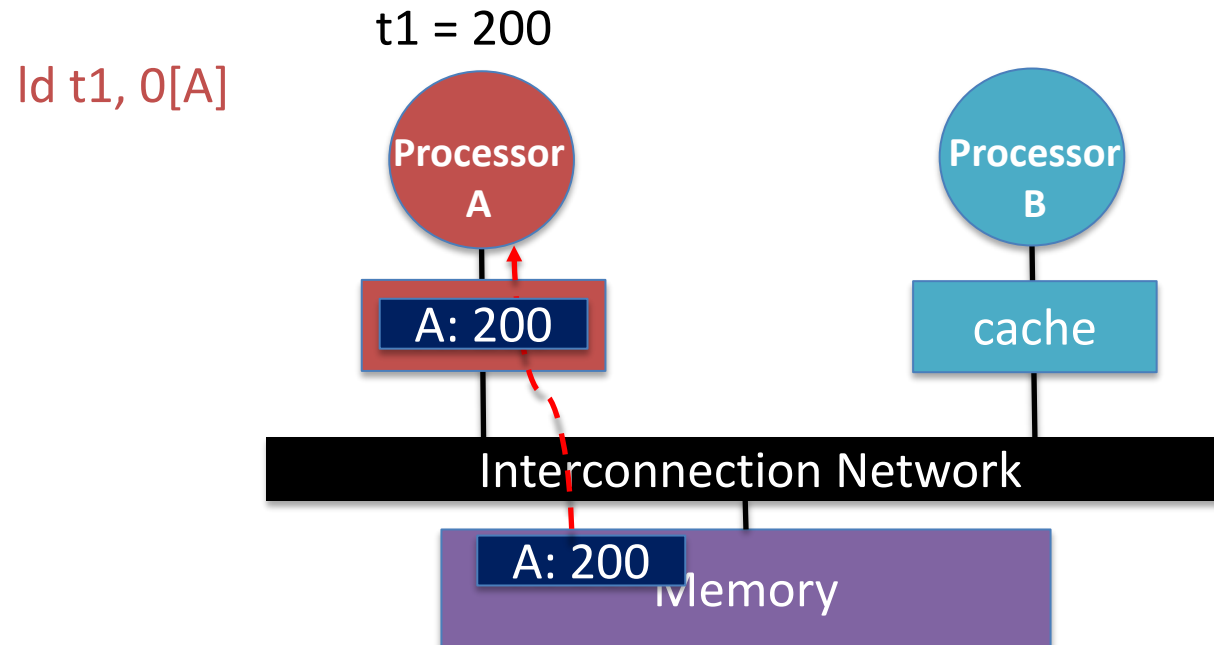 t1 = 200
ld t1, 0[A]
Processor
A
Processor
B
A: 200
cache
Interconnection Network
A: 200
Memory